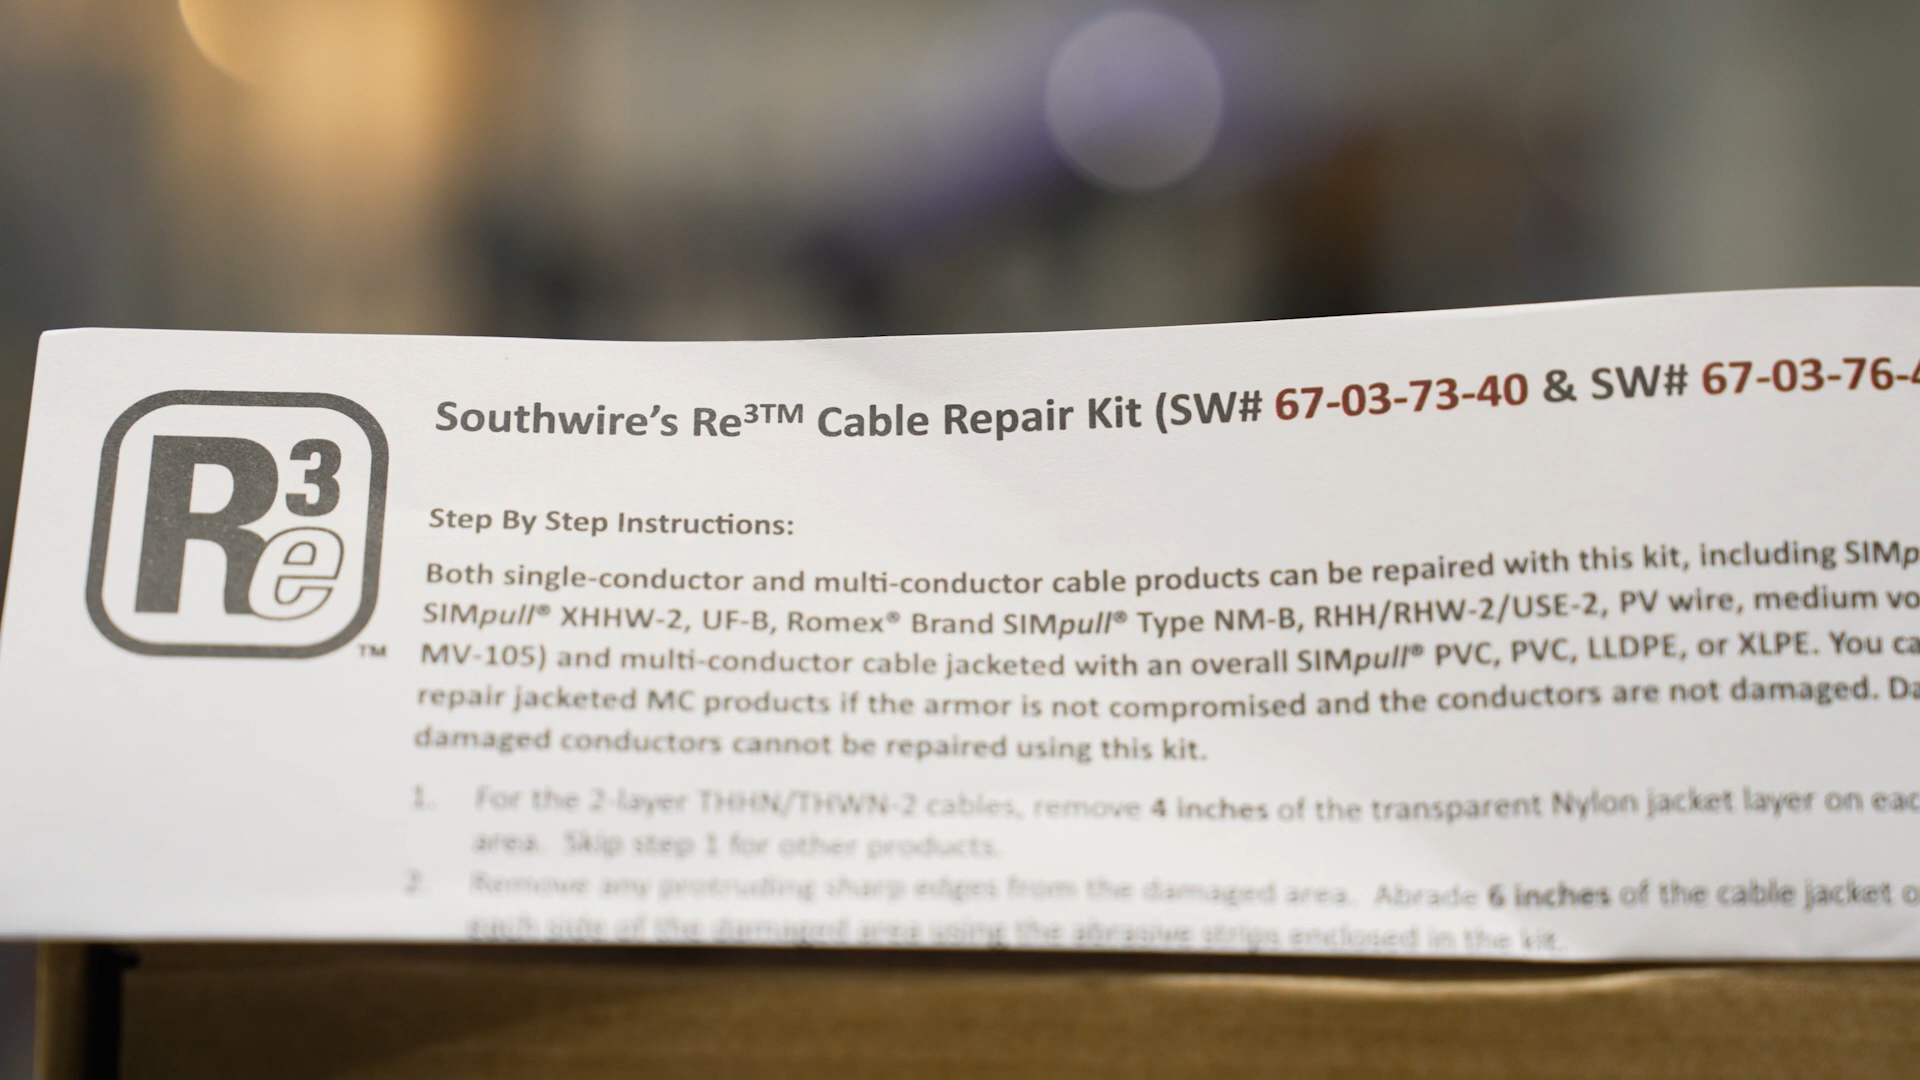 R3e™
Southwire's Re³™ Cable Repair Kit (SW# 67-03-73-40 & SW# 67-03-76-
Step By Step Instructions:
Both single-conductor and multi-conductor cable products can be repaired with this kit, including SIMp
SIMpull® XHHW-2, UF-B, Romex® Brand SIMpull® Type NM-B, RHH/RHW-2/USE-2, PV wire, medium vo
MV-105) and multi-conductor cable jacketed with an overall SIMpull® PVC, PVC, LLDPE, or XLPE. You ca
repair jacketed MC products if the armor is not compromised and the conductors are not damaged. Da
damaged conductors cannot be repaired using this kit.
1. For the 2-layer THHN/THWN-2 cables, remove 4 inches of the transparent Nylon jacket layer on eac
area. Skip step 1 for other products.
2. Remove any protruding sharp edges from the damaged area. Abrade 6 inches of the cable jacket o
each side of the damaged area using the abrasive strips enclosed in the kit.